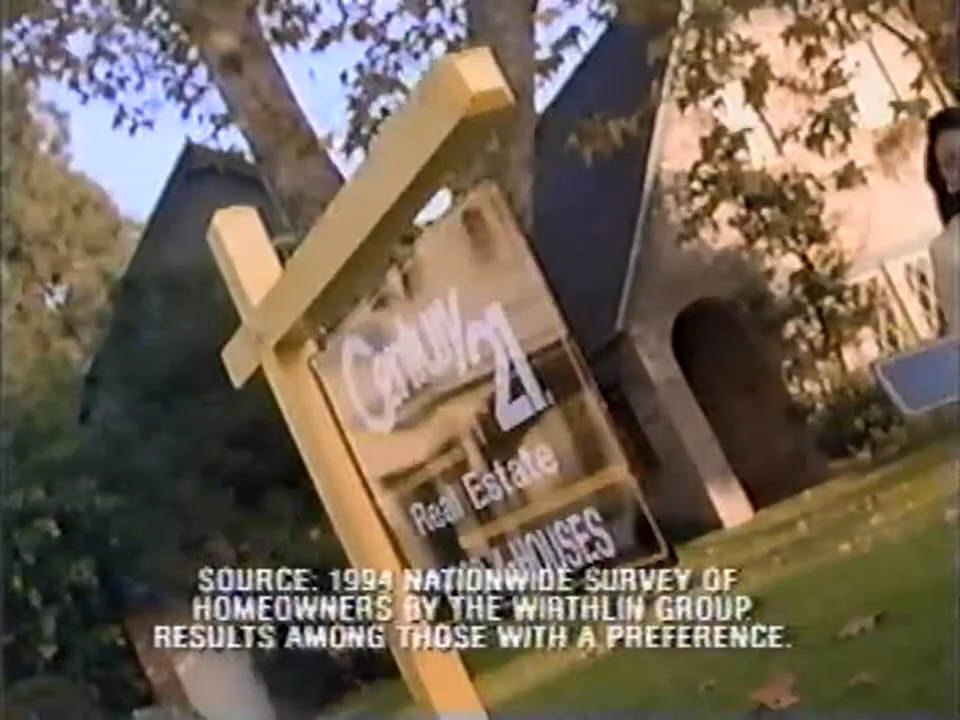 Century
21.
Real Estate
HOUSES
SOURCE: 1994 NATIONWIDE SURVEY OF
HOMEOWNERS BY THE WIRTHLIN GROUP.
RESULTS AMONG THOSE WITH A PREFERENCE.